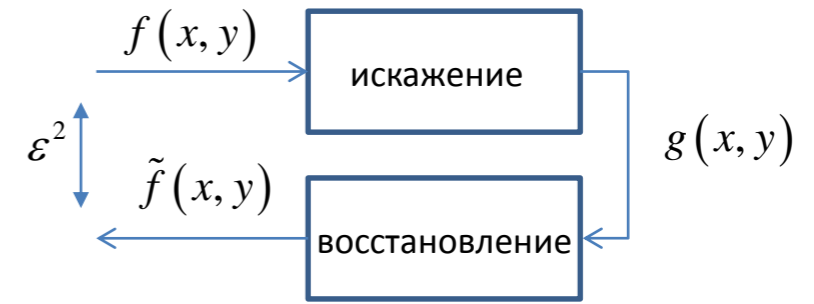 f(x, y)
искажение
ε²
g(x, y)
f̃(x, y)
восстановление